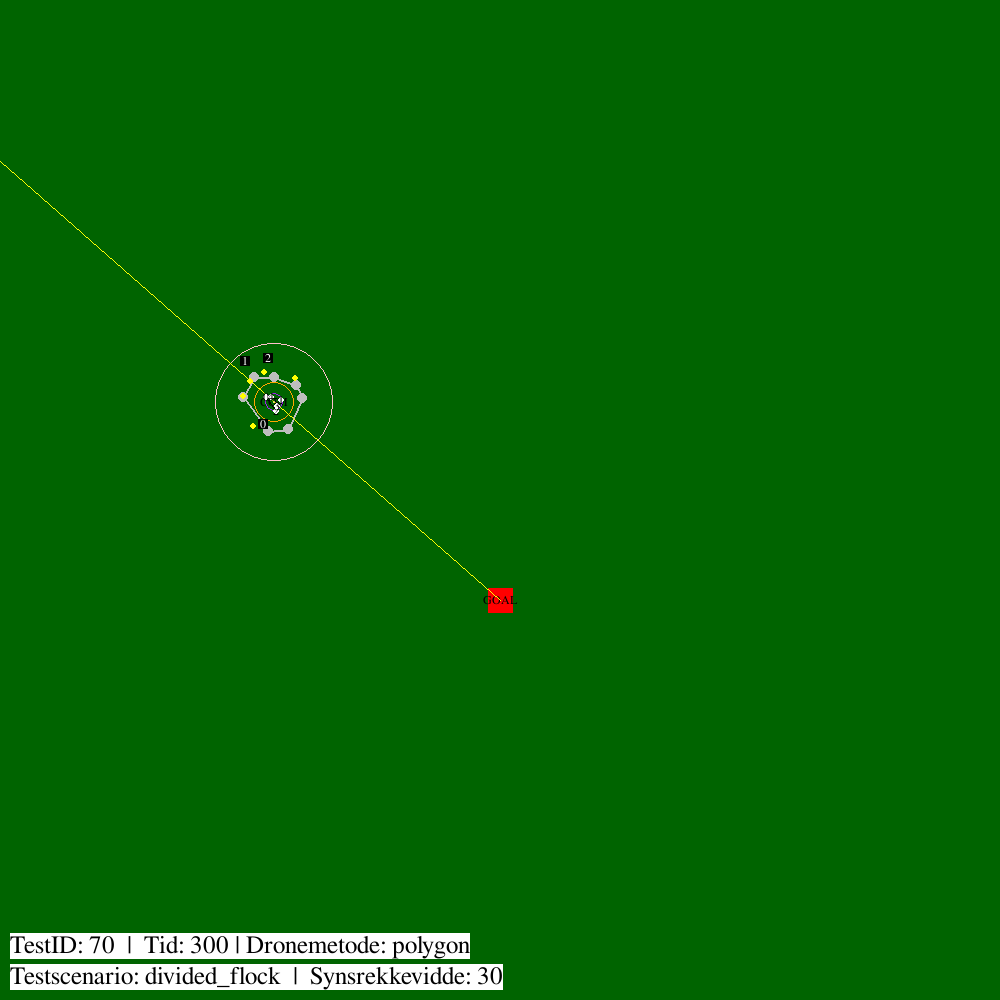 1 2
0
GOAL
TestID: 70 | Tid: 300 | Dronemetode: polygon
Testscenario: divided_flock | Synsrekkevidde: 30